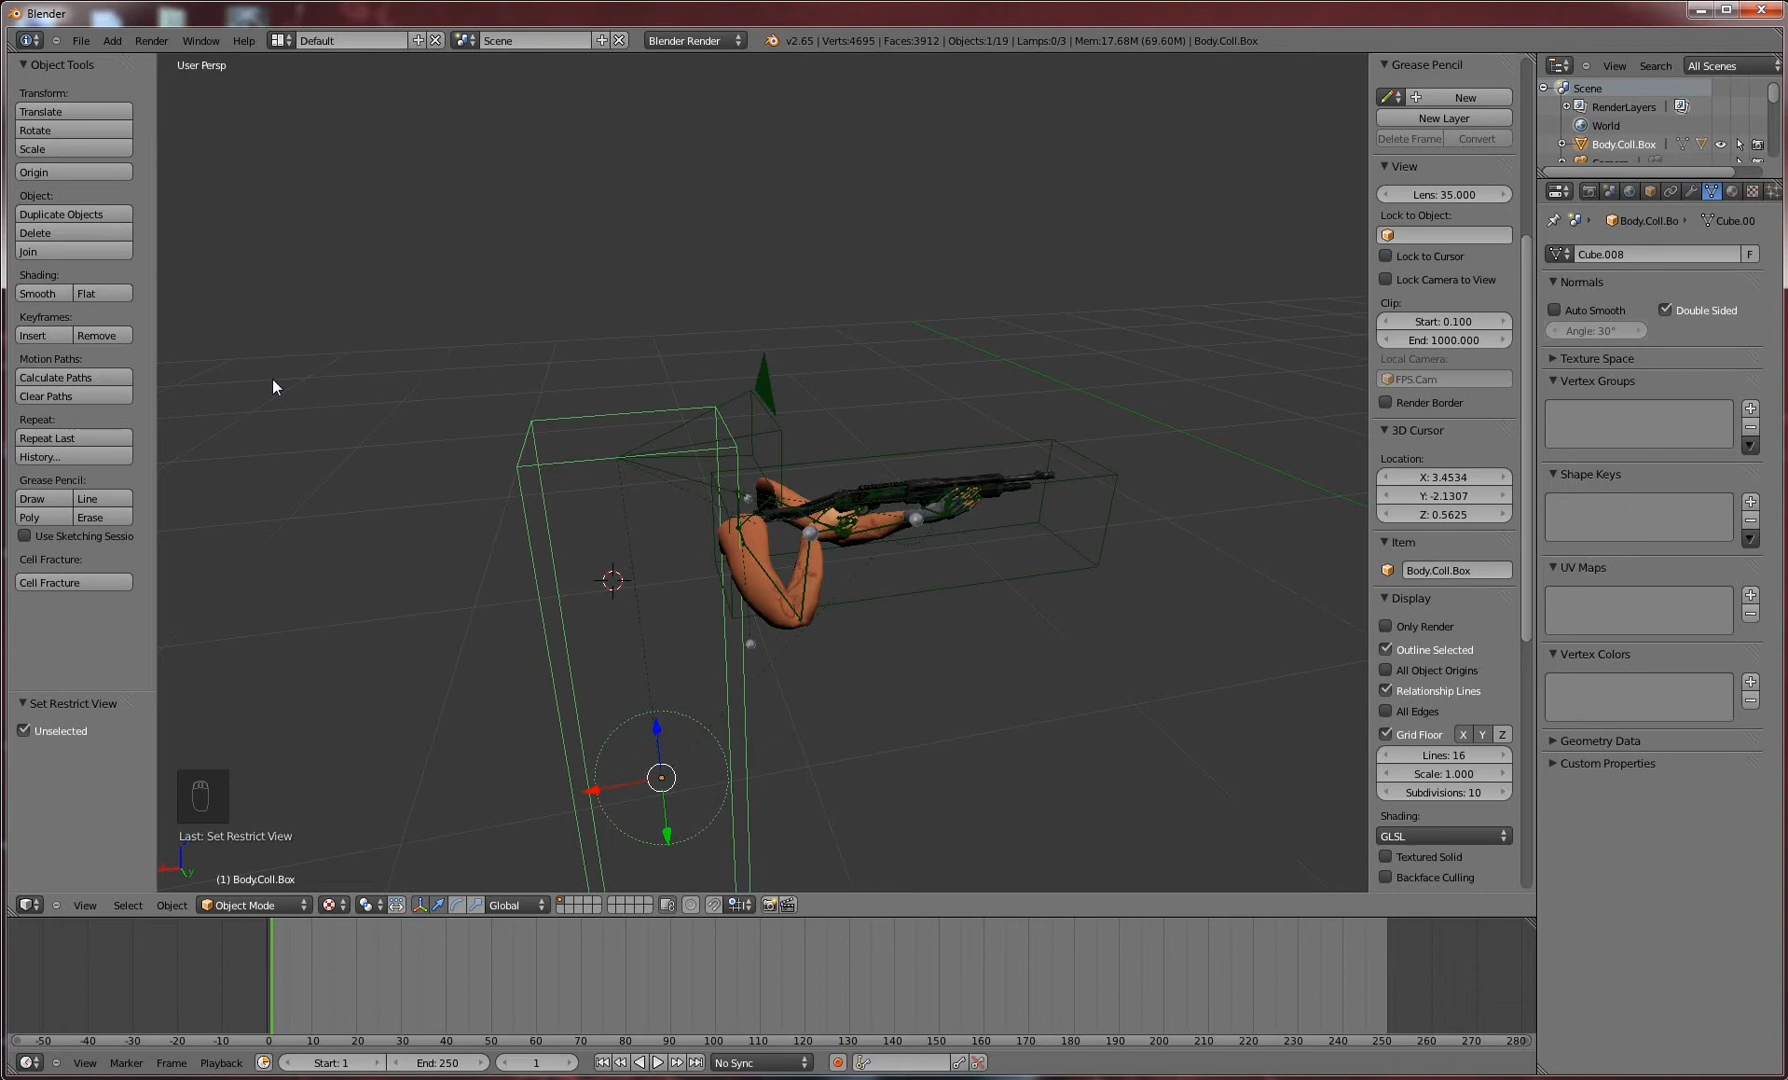 Blender
File Add Render Window Help Default Scene Blender Render v2.65 | Verts:4695 | Faces:3912 | Objects:1/19 | Lamps:0/3 | Mem:17.68M (69.60M) | Body.Coll.Box
Object Tools
Transform:
Translate
Rotate
Scale
Origin
Object:
Duplicate Objects
Delete
Join
Shading:
Smooth Flat
Keyframes:
Insert Remove
Motion Paths:
Calculate Paths
Clear Paths
Repeat:
Repeat Last
History...
Grease Pencil:
Draw Line
Poly Erase
Use Sketching Sessio
Cell Fracture:
Cell Fracture
Set Restrict View
Unselected
User Persp
Last: Set Restrict View
y
(1) Body.Coll.Box
Grease Pencil
New
New Layer
Delete Frame Convert
View
Lens: 35.000
Lock to Object:
Lock to Cursor
Lock Camera to View
Clip:
Start: 0.100
End: 1000.000
Local Camera:
FPS.Cam
Render Border
3D Cursor
Location:
X: 3.4534
Y: -2.1307
Z: 0.5625
Item
Body.Coll.Box
Display
Only Render
Outline Selected
All Object Origins
Relationship Lines
All Edges
Grid Floor X Y Z
Lines: 16
Scale: 1.000
Subdivisions: 10
Shading:
GLSL
Textured Solid
Backface Culling
View Search All Scenes
Scene
RenderLayers
World
Body.Coll.Box
Body.Coll.Bo Cube.00
Cube.008 F
Normals
Auto Smooth Double Sided
Angle: 30°
Texture Space
Vertex Groups
Shape Keys
UV Maps
Vertex Colors
Geometry Data
Custom Properties
View Select Object Object Mode Global
-50 -40 -30 -20 -10 0 10 20 30 40 50 60 70 80 90 100 110 120 130 140 150 160 170 180 190 200 210 220 230 240 250 260 270 280
View Marker Frame Playback Start: 1 End: 250 1 No Sync